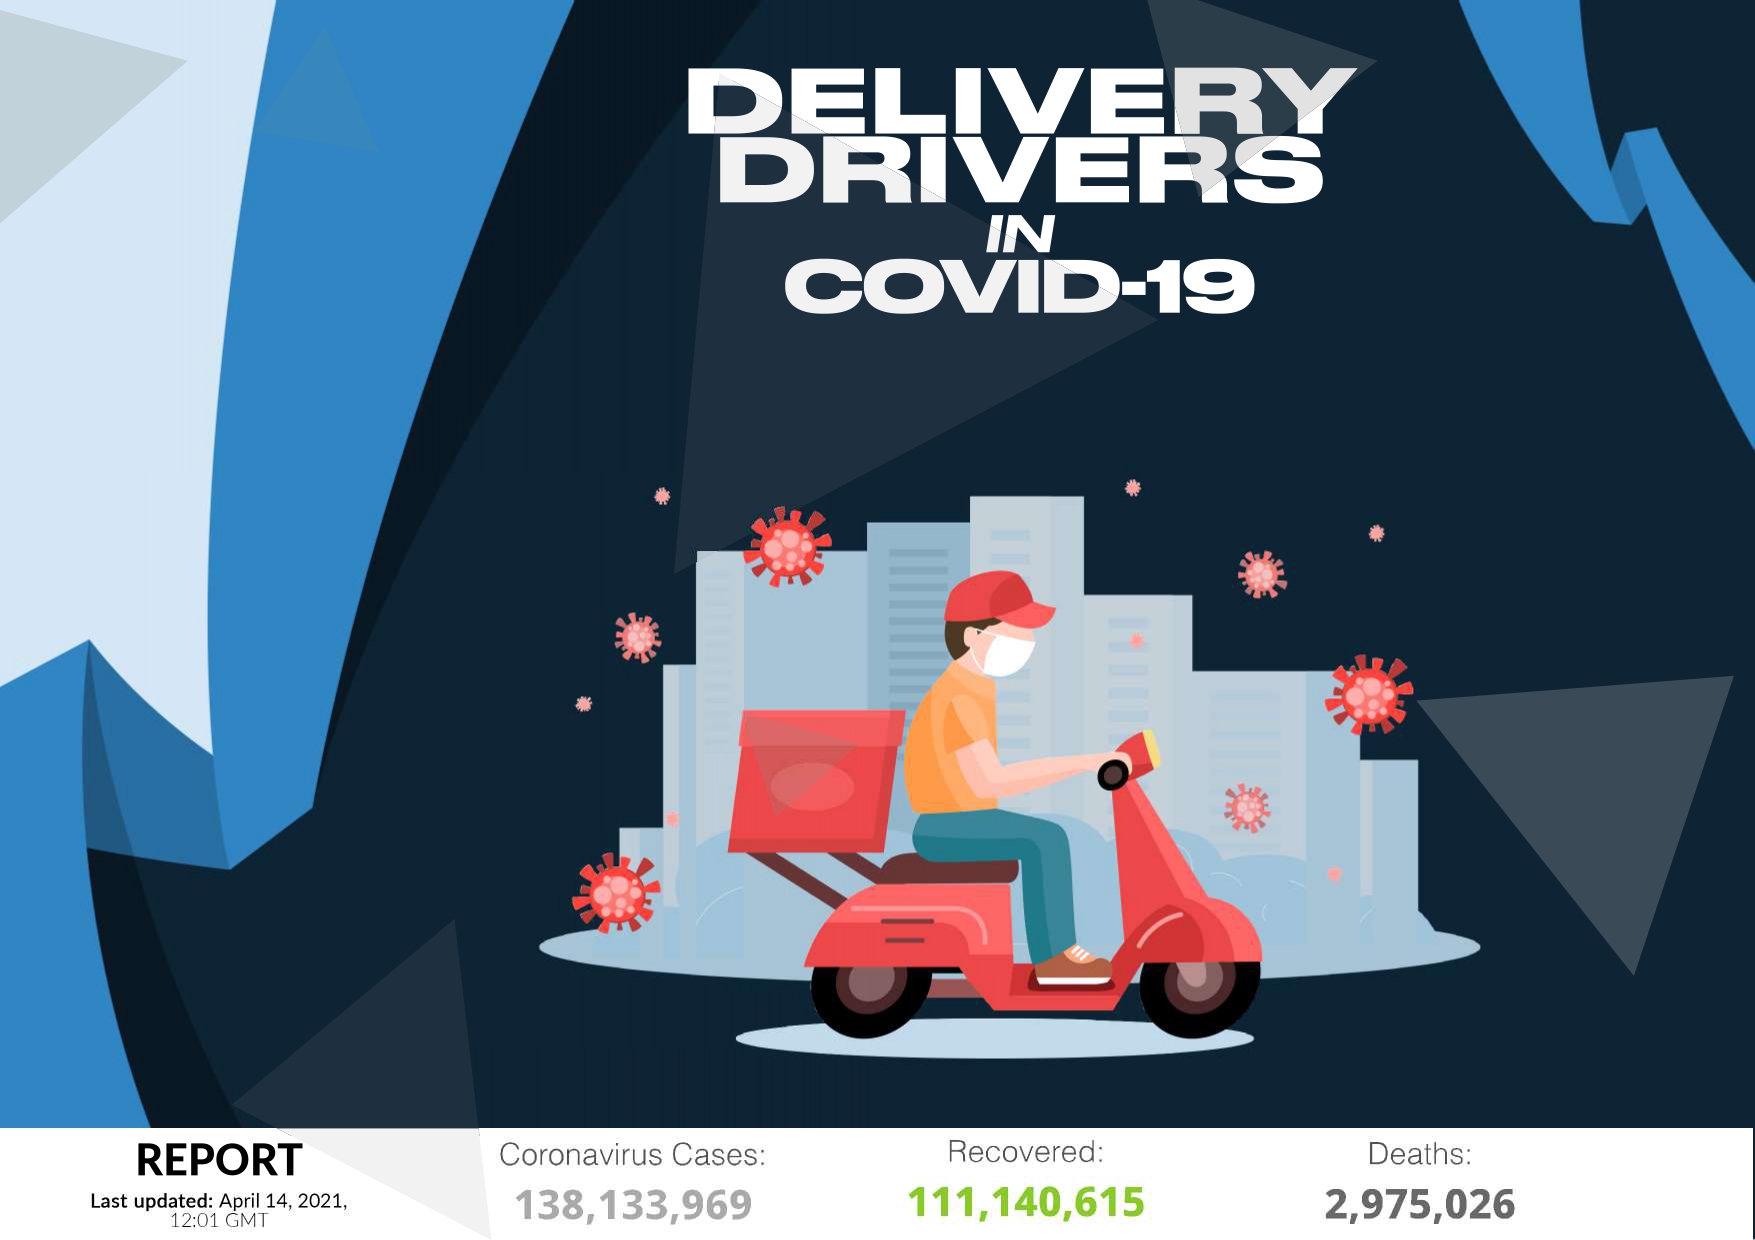 DELIVERY
DRIVERS
IN
COVID-19
REPORT
Last updated: April 14, 2021,
12:01 GMT
Coronavirus Cases:
138,133,969
Recovered:
111,140,615
Deaths:
2,975,026